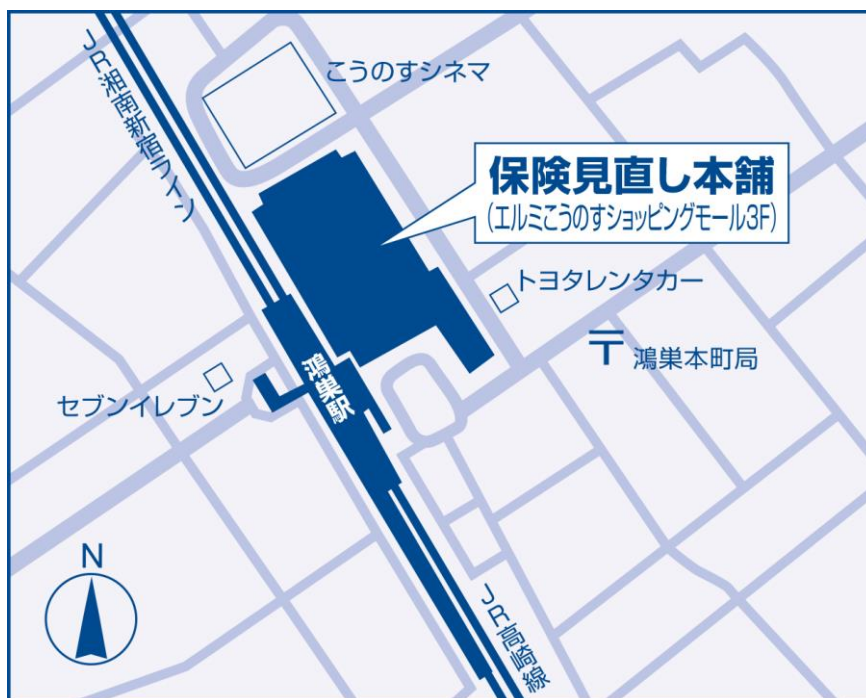 JR湘南新宿ライン
こうのすシネマ
保険見直し本舗
(エルミこうのすショッピングモール3F)
トヨタレンタカー
〒 鴻巣本町局
鴻巣駅
セブンイレブン
N
JR高崎線